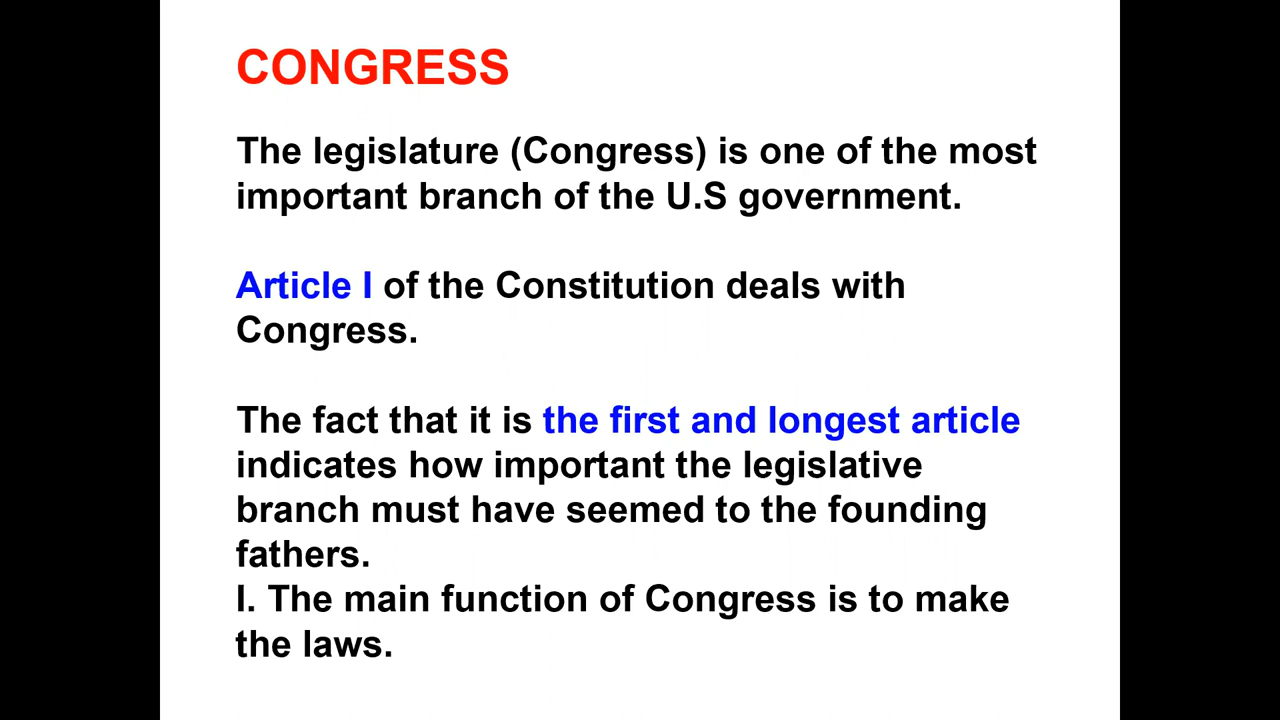 CONGRESS
The legislature (Congress) is one of the most
important branch of the U.S government.
Article I of the Constitution deals with
Congress.
The fact that it is the first and longest article
indicates how important the legislative
branch must have seemed to the founding
fathers.
I. The main function of Congress is to make
the laws.